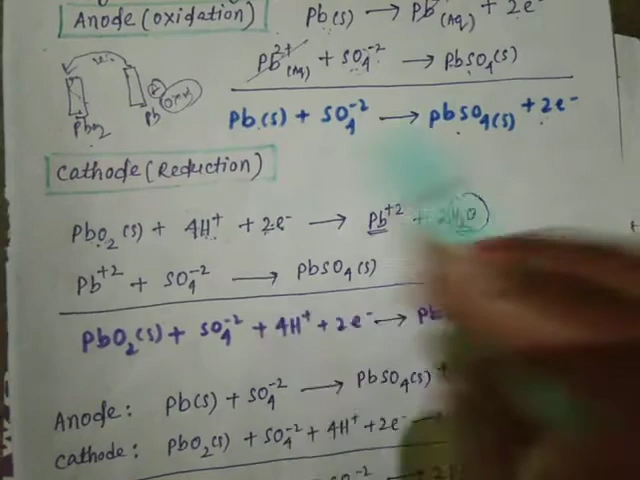 Anode (Oxidation)
Pb(s) → Pb (aq) + 2e⁻
Pb²⁺(aq) + SO₄⁻² → PbSO₄(s)
Pb(s) + SO₄⁻² → PbSO₄(s) + 2e⁻
PbO₂
Pb
Cathode (Reduction)
PbO₂(s) + 4H⁺ + 2e⁻ → Pb⁺² + 2H₂O
Pb⁺² + SO₄⁻² → PbSO₄(s)
PbO₂(s) + SO₄⁻² + 4H⁺ + 2e⁻ →
Anode: Pb(s) + SO₄⁻² → PbSO₄(s) +
Cathode: PbO₂(s) + SO₄⁻² + 4H⁺ + 2e⁻